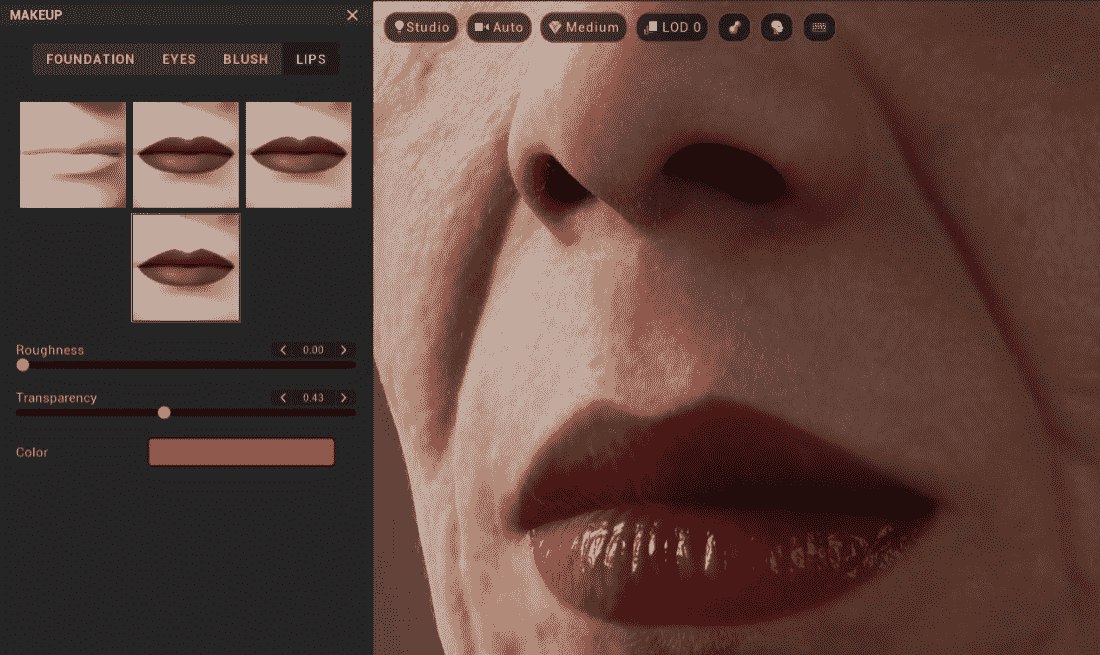 MAKEUP
Studio Auto Medium LOD 0
FOUNDATION EYES BLUSH LIPS
Roughness 0.00
Transparency 0.43
Color